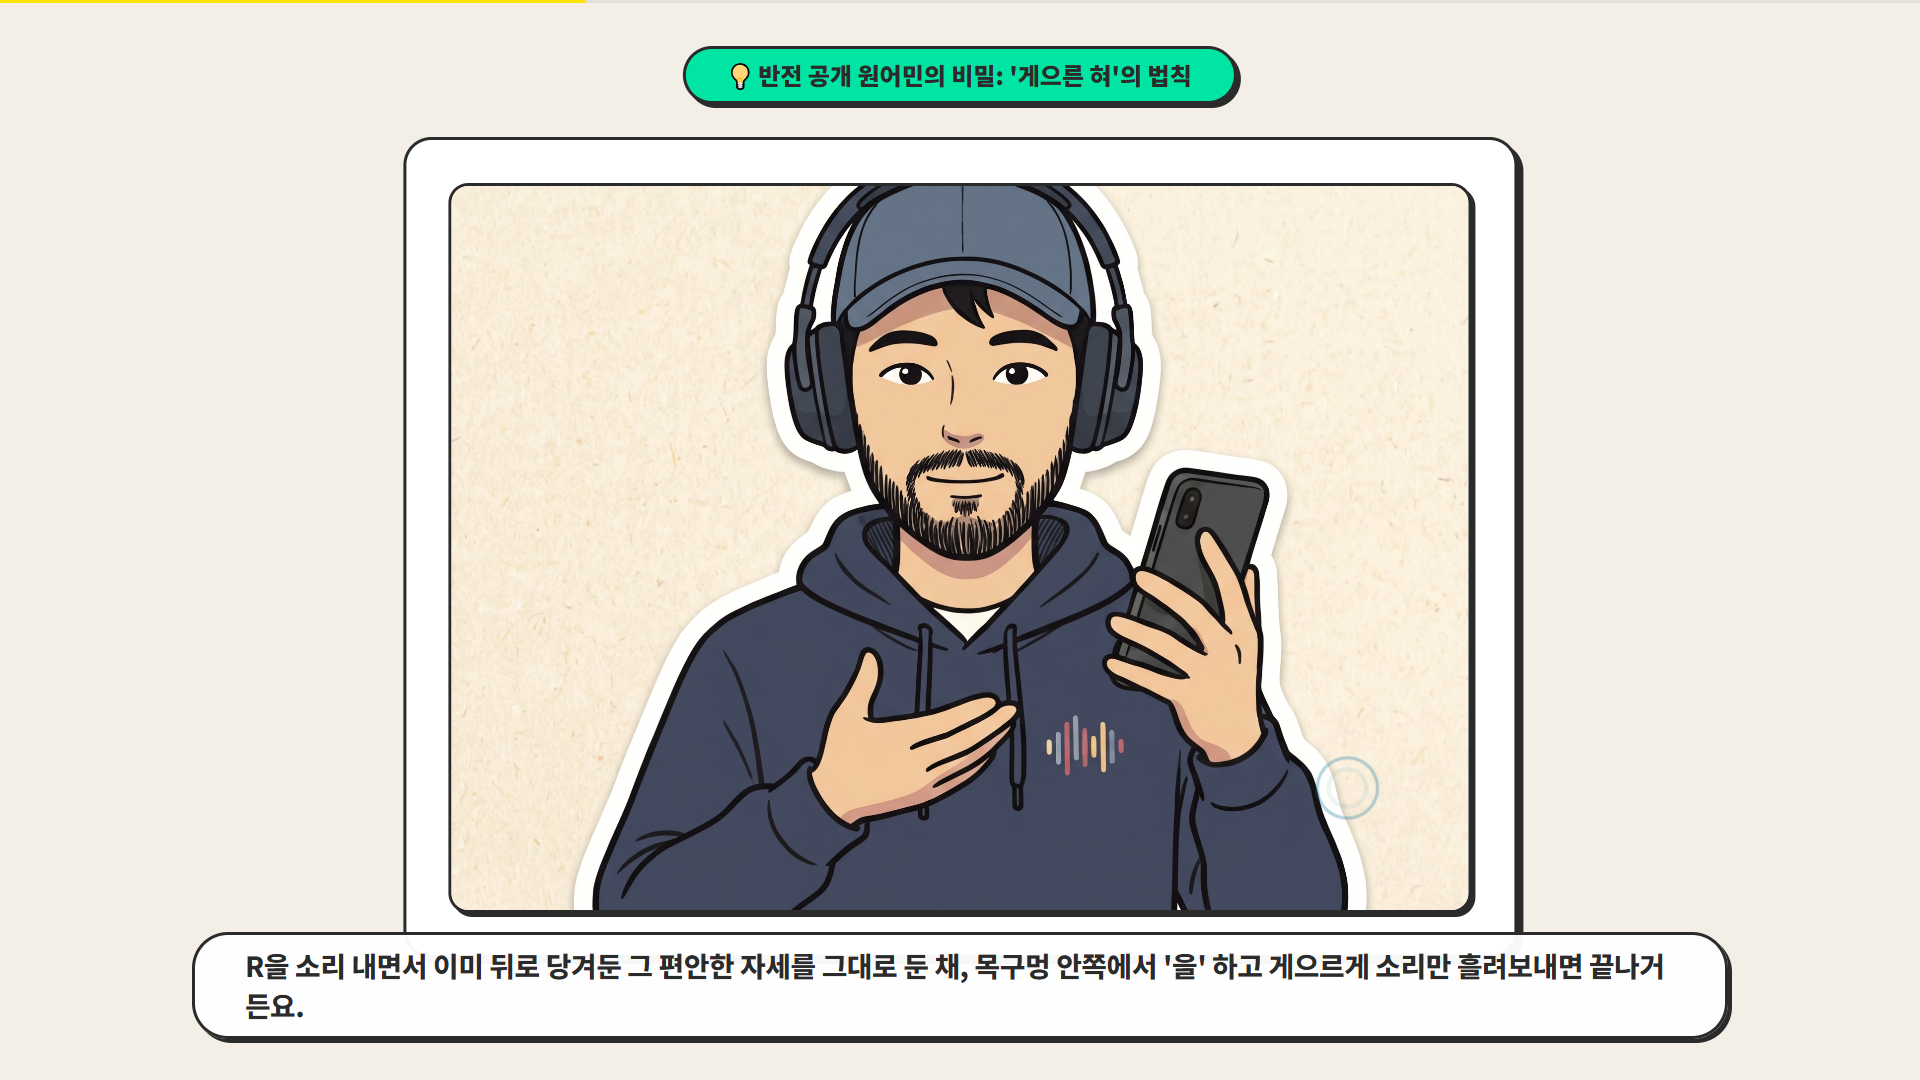 💡 반전 공개 원어민의 비밀: '게으른 혀'의 법칙
R을 소리 내면서 이미 뒤로 당겨둔 그 편안한 자세를 그대로 둔 채, 목구멍 안쪽에서 '을' 하고 게으르게 소리만 흘려보내면 끝나거
든요.